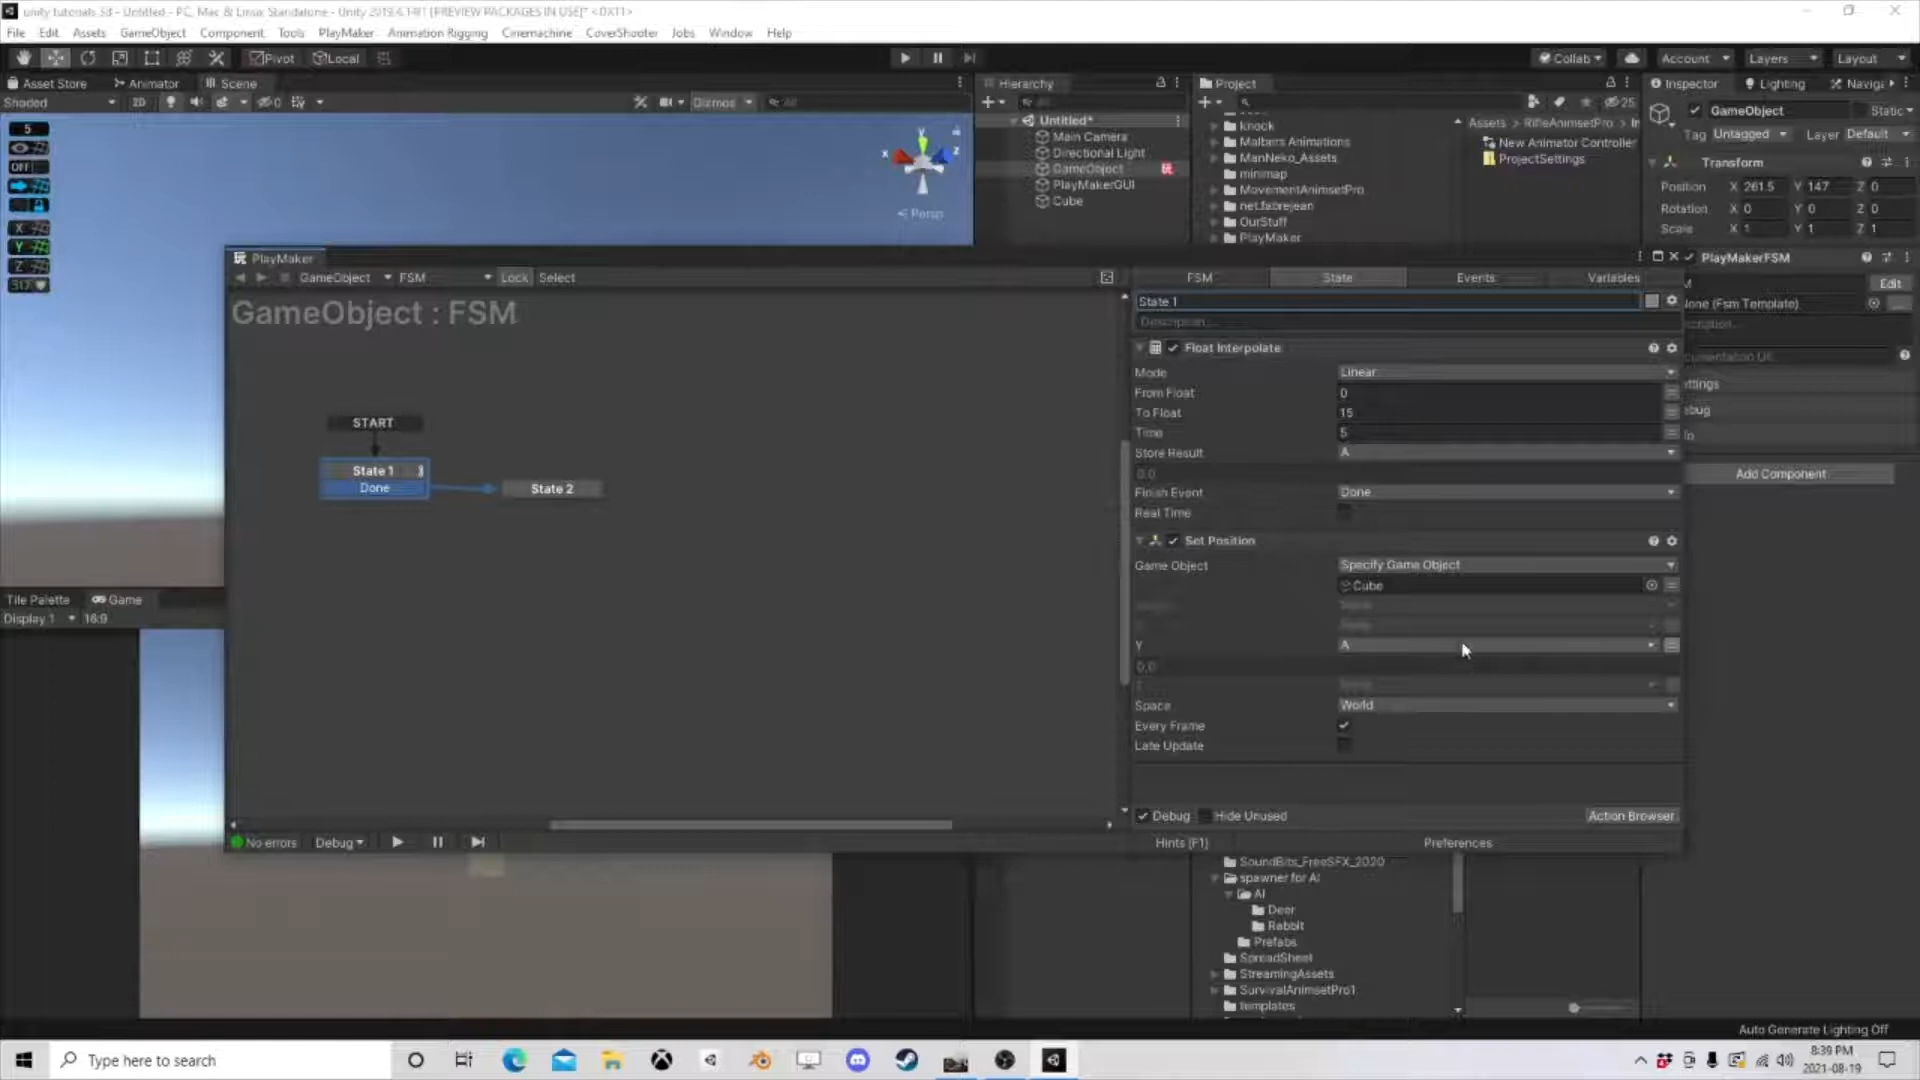 unity tutorials 3d - Untitled - PC, Mac & Linux Standalone - Unity 2019.4.14f1 [PREVIEW PACKAGES IN USE]* <DX11>
File Edit Assets GameObject Component Tools PlayMaker Animation Rigging Cinemachine CoverShooter Jobs Window Help
Pivot Local
Collab Account Layers Layout
Asset Store Animator Scene
Hierarchy
Project
Inspector Lighting
Shaded 2D 0 Gizmos All
All
25
GameObject Static
Tag Untagged Layer Default
Transform
Position X 261.5 Y 147 Z 0
Rotation X 0 Y 0 Z 0
Scale X 1 Y 1 Z 1
5
OFF
X
Y
Z
y
x
z
Persp
Untitled*
Main Camera
Directional Light
GameObject
PlayMakerGUI
Cube
knock
Malbers Animations
ManNeko_Assets
minimap
MovementAnimsetPro
net.fabrejean
OurStuff
PlayMaker
Assets > RifleAnimsetPro >
New Animator Controller
ProjectSettings
PlayMaker
GameObject FSM Lock Select
GameObject : FSM
START
State 1
Done
State 2
FSM State Events Variables
State 1
Description...
Float Interpolate
Mode Linear
From Float 0
To Float 15
Time 5
Store Result A
0.0
Finish Event Done
Real Time
Set Position
Game Object Specify Game Object
Cube
Y A
0.0
Space World
Every Frame
Late Update
Debug Hide Unused Action Browser
No errors Debug
Hints (F1) Preferences
PlayMakerFSM
Edit
None (Fsm Template)
Add Component
Tile Palette Game
Display 1 16:9
SoundBits_FreeSFX_2020
spawner for AI
AI
Deer
Rabbit
Prefabs
SpreadSheet
StreamingAssets
SurvivalAnimsetPro1
templates
Auto Generate Lighting Off
Type here to search
8:39 PM
2021-08-19